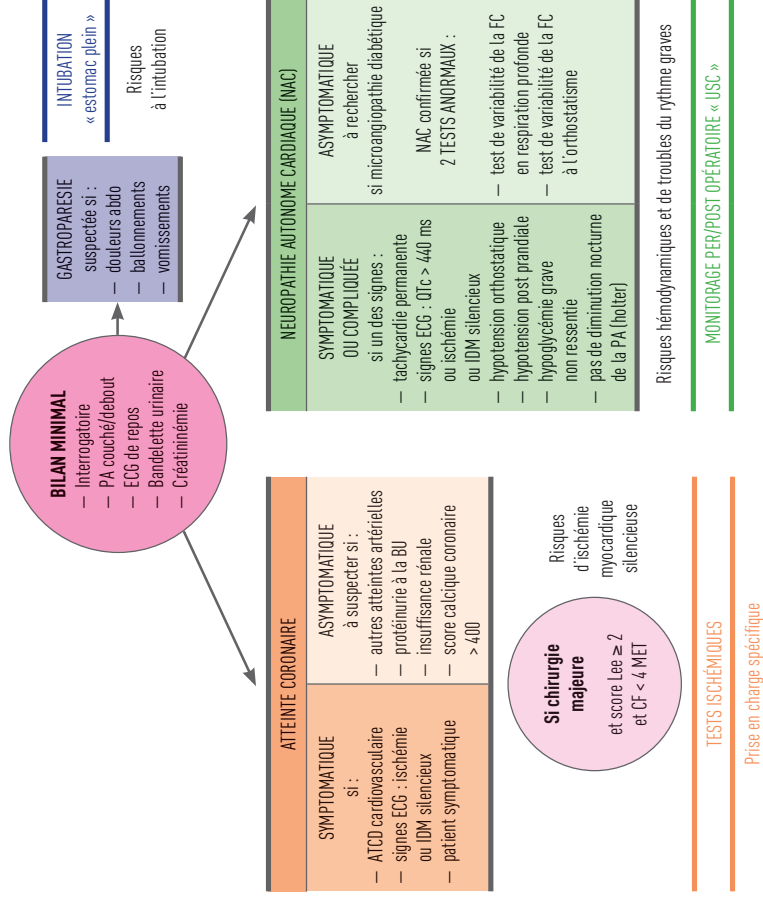 BILAN MINIMAL
– Interrogatoire
– PA couché/debout
– ECG de repos
– Bandelette urinaire
– Créatininémie
GASTROPARESIE
suspectée si :
– douleurs abdo
– ballonnements
– vomissements
INTUBATION
« estomac plein »
Risques
à l'intubation
ATTEINTE CORONAIRE
SYMPTOMATIQUE
si :
– ATCD cardiovasculaire
– signes ECG : ischémie
ou IDM silencieux
– patient symptomatique
ASYMPTOMATIQUE
à suspecter si :
– autres atteintes artérielles
– protéinurie à la BU
– insuffisance rénale
– score calcique coronaire
> 400
Si chirurgie
majeure
et score Lee ≥ 2
et CF < 4 MET
Risques
d'ischémie
myocardique
silencieuse
TESTS ISCHÉMIQUES
Prise en charge spécifique
NEUROPATHIE AUTONOME CARDIAQUE (NAC)
SYMPTOMATIQUE
OU COMPLIQUÉE
si un des signes :
– tachycardie permanente
– signes ECG : QTc > 440 ms
ou ischémie
ou IDM silencieux
– hypotension orthostatique
– hypotension post prandiale
– hypoglycémie grave
non ressentie
– pas de diminution nocturne
de la PA (holter)
ASYMPTOMATIQUE
à rechercher
si microangiopathie diabétique
NAC confirmée si
2 TESTS ANORMAUX :
– test de variabilité de la FC
en respiration profonde
– test de variabilité de la FC
à l'orthostatisme
Risques hémodynamiques et de troubles du rythme graves
MONITORAGE PER/POST OPÉRATOIRE « USC »